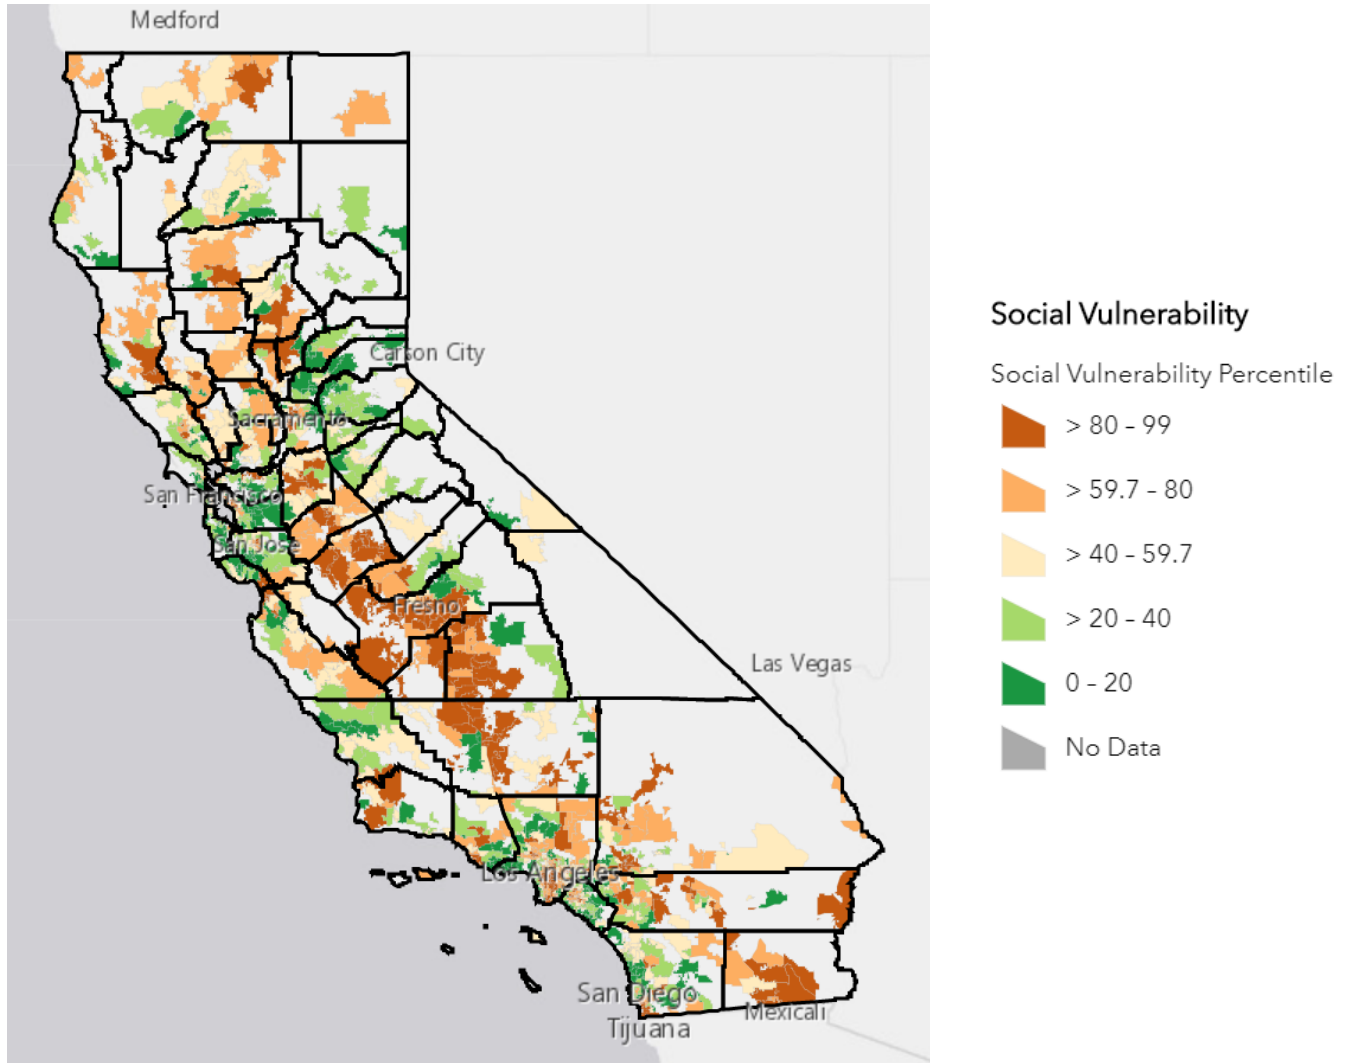 Medford
Carson City
Sacramento
San Francisco
San Jose
Fresno
Las Vegas
Los Angeles
San Diego
Mexicali
Tijuana
Social Vulnerability
Social Vulnerability Percentile
> 80 - 99
> 59.7 - 80
> 40 - 59.7
> 20 - 40
0 - 20
No Data